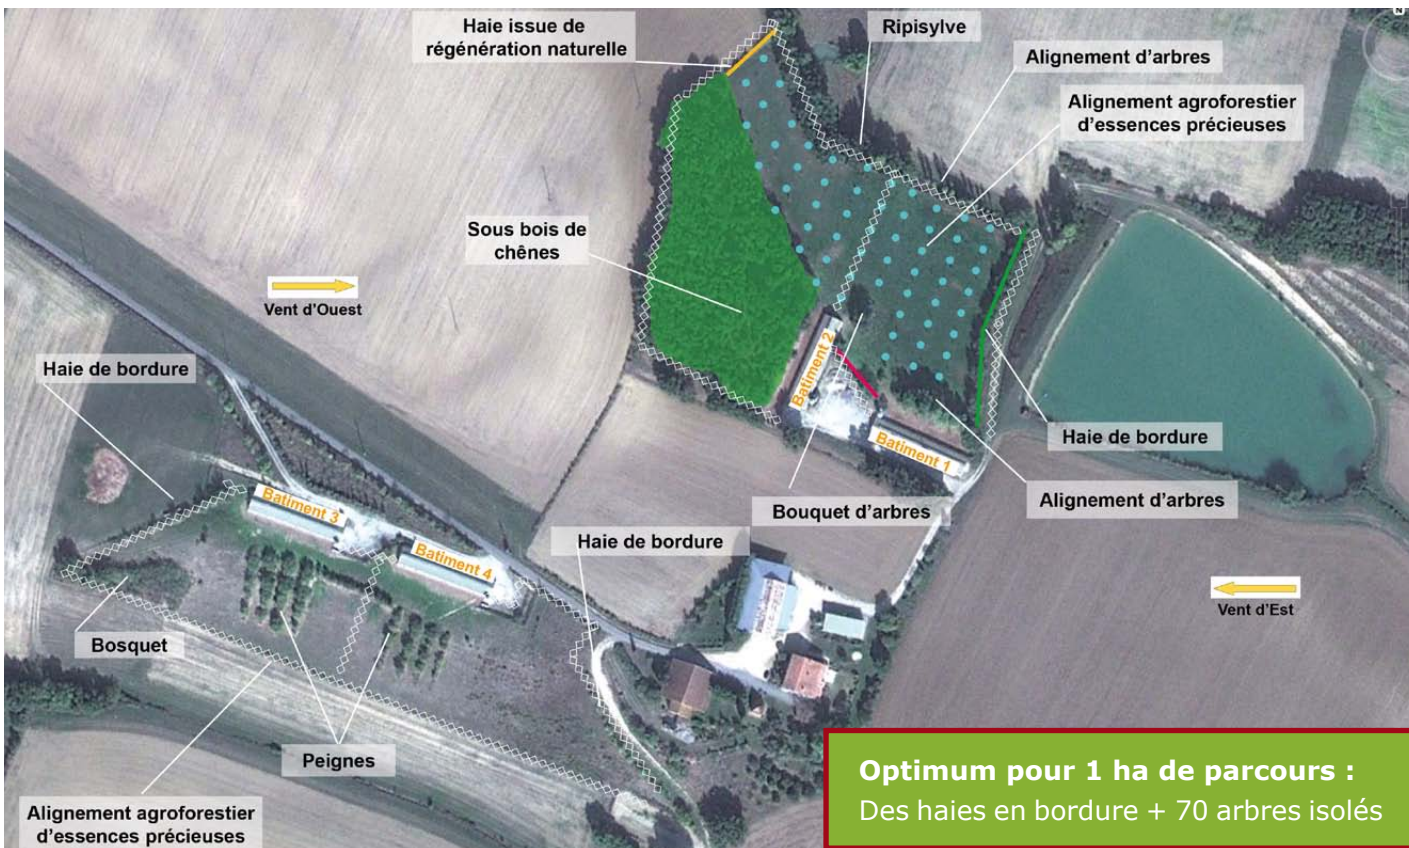 Haie issue de
régénération naturelle
Ripisylve
Alignement d'arbres
Alignement agroforestier
d'essences précieuses
Sous bois de
chênes
Vent d'Ouest
Haie de bordure
Batiment 2
Batiment 1
Haie de bordure
Bouquet d'arbres
Alignement d'arbres
Batiment 3
Batiment 4
Haie de bordure
Vent d'Est
Bosquet
Peignes
Alignement agroforestier
d'essences précieuses
Optimum pour 1 ha de parcours :
Des haies en bordure + 70 arbres isolés